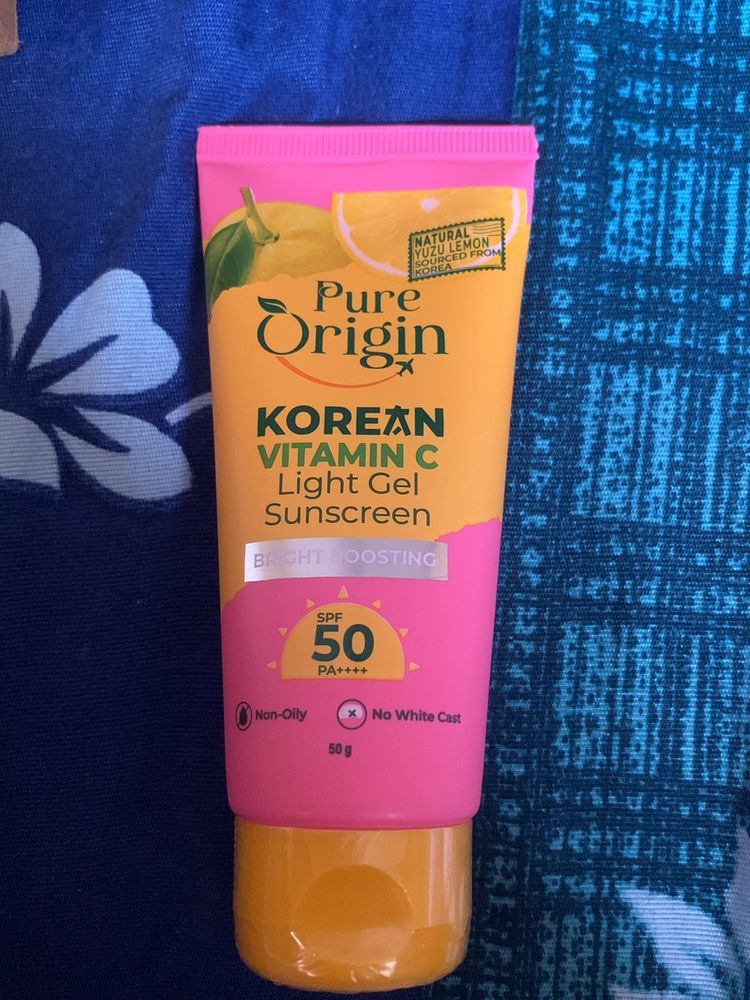 NATURAL
YUZU LEMON
SOURCED FROM
KOREA
Pure
Origin
KOREAN
VITAMIN C
Light Gel
Sunscreen
BRIGHT BOOSTING
SPF
50
PA++++
Non-Oily
No White Cast
50 g